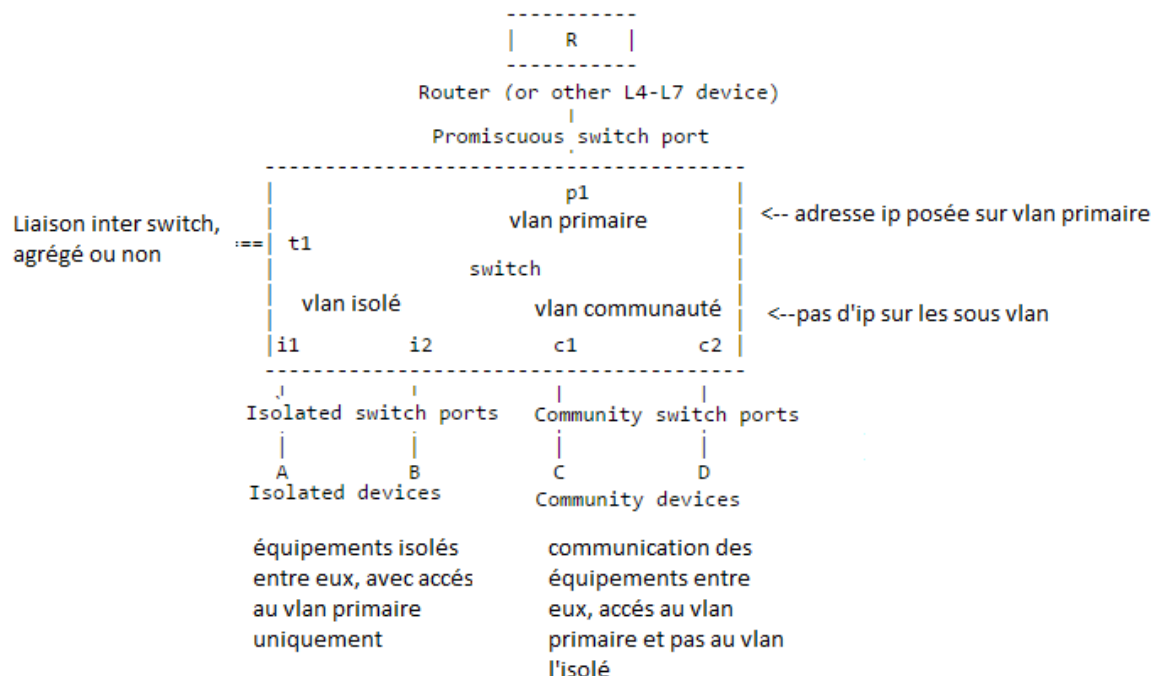 R
Router (or other L4-L7 device)
Promiscuous switch port
p1
vlan primaire
<-- adresse ip posée sur vlan primaire
Liaison inter switch,
agrégé ou non
:== t1
switch
vlan isolé
vlan communauté
<--pas d'ip sur les sous vlan
i1 i2 c1 c2
Isolated switch ports
Community switch ports
A B C D
Isolated devices
Community devices
équipements isolés
entre eux, avec accés
au vlan primaire
uniquement
communication des
équipements entre
eux, accés au vlan
primaire et pas au vlan
l'isolé